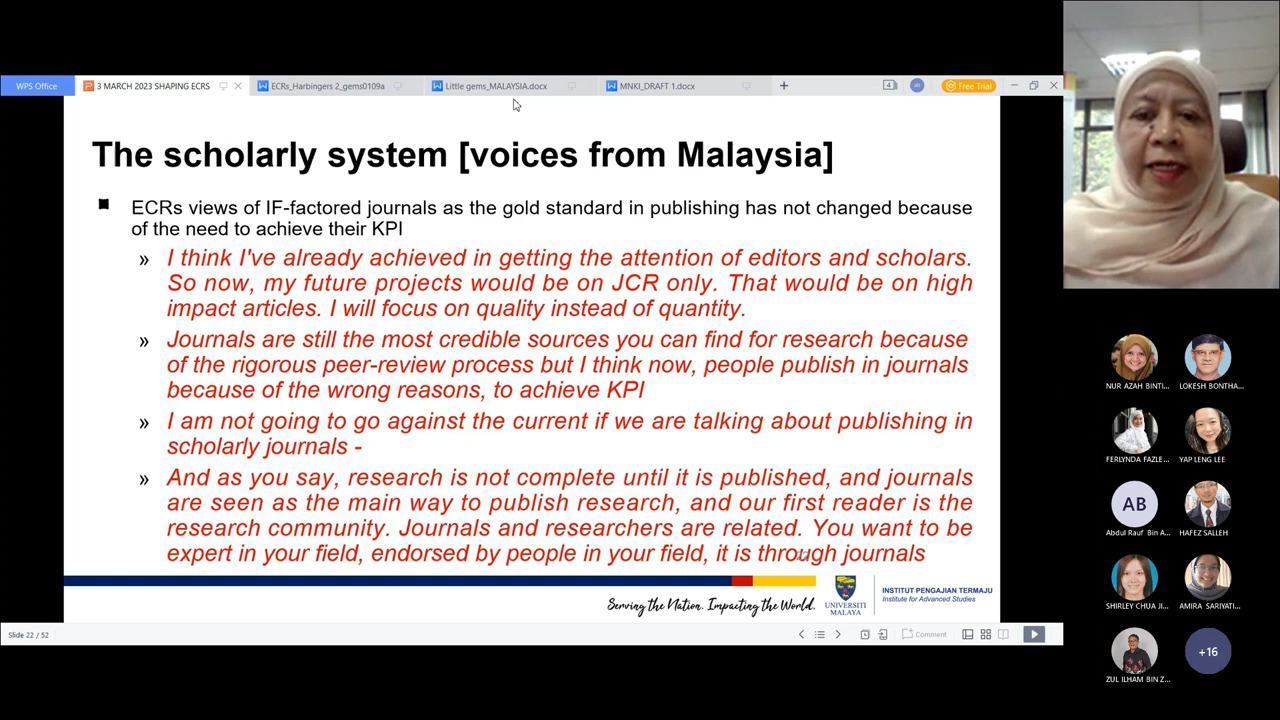 WPS Office
3 MARCH 2023 SHAPING ECRS
ECRs_Harbingers 2_gems0109a
Little gems_MALAYSIA.docx
MNKI_DRAFT 1.docx
Free Trial
The scholarly system [voices from Malaysia]
ECRs views of IF-factored journals as the gold standard in publishing has not changed because
of the need to achieve their KPI
» I think I've already achieved in getting the attention of editors and scholars.
So now, my future projects would be on JCR only. That would be on high
impact articles. I will focus on quality instead of quantity.
» Journals are still the most credible sources you can find for research because
of the rigorous peer-review process but I think now, people publish in journals
because of the wrong reasons, to achieve KPI
» I am not going to go against the current if we are talking about publishing in
scholarly journals -
» And as you say, research is not complete until it is published, and journals
are seen as the main way to publish research, and our first reader is the
research community. Journals and researchers are related. You want to be
expert in your field, endorsed by people in your field, it is through journals
Serving the Nation. Impacting the World.
UNIVERSITI
MALAYA
INSTITUT PENGAJIAN TERMAJU
Institute for Advanced Studies
Slide 22 / 52
Comment
NUR AZAH BINTI...
LOKESH BONTHA...
FERLYNDA FAZLE...
YAP LENG LEE
AB
Abdul Rauf Bin A...
HAFEZ SALLEH
SHIRLEY CHUA JI...
AMIRA SARIYATI...
ZUL ILHAM BIN Z...
+16